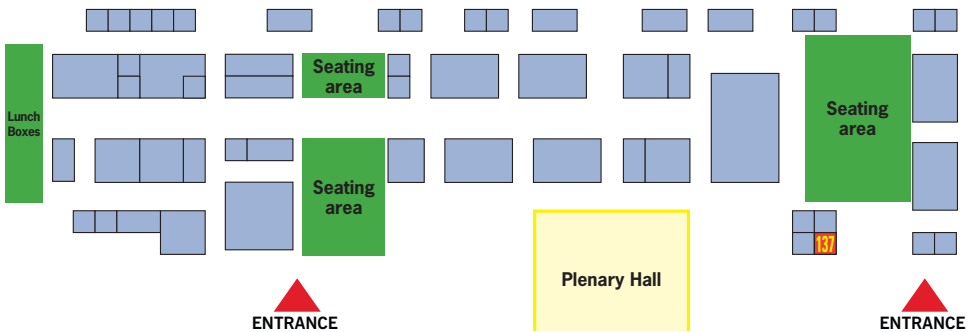 Seating
area
Lunch
Boxes
Seating
area
Seating
area
137
Plenary Hall
ENTRANCE
ENTRANCE